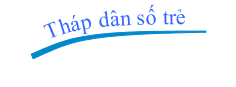 Tháp dân số trẻ